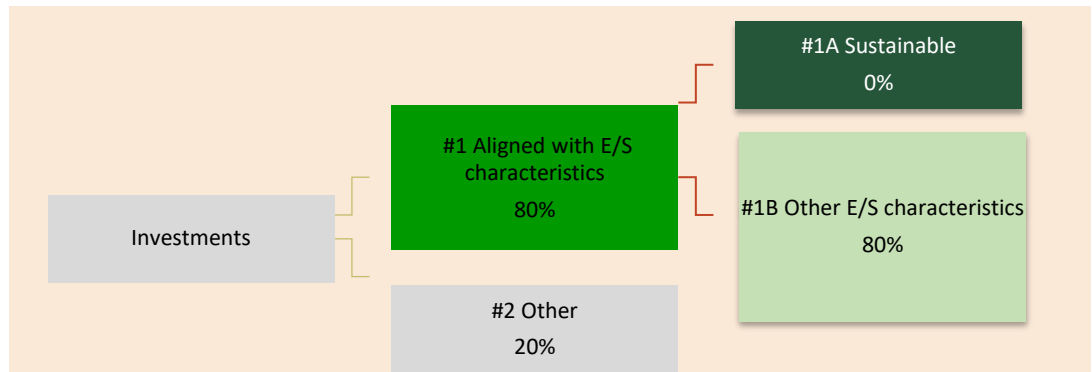 Investments
#1 Aligned with E/S
characteristics
80%
#2 Other
20%
#1A Sustainable
0%
#1B Other E/S characteristics
80%